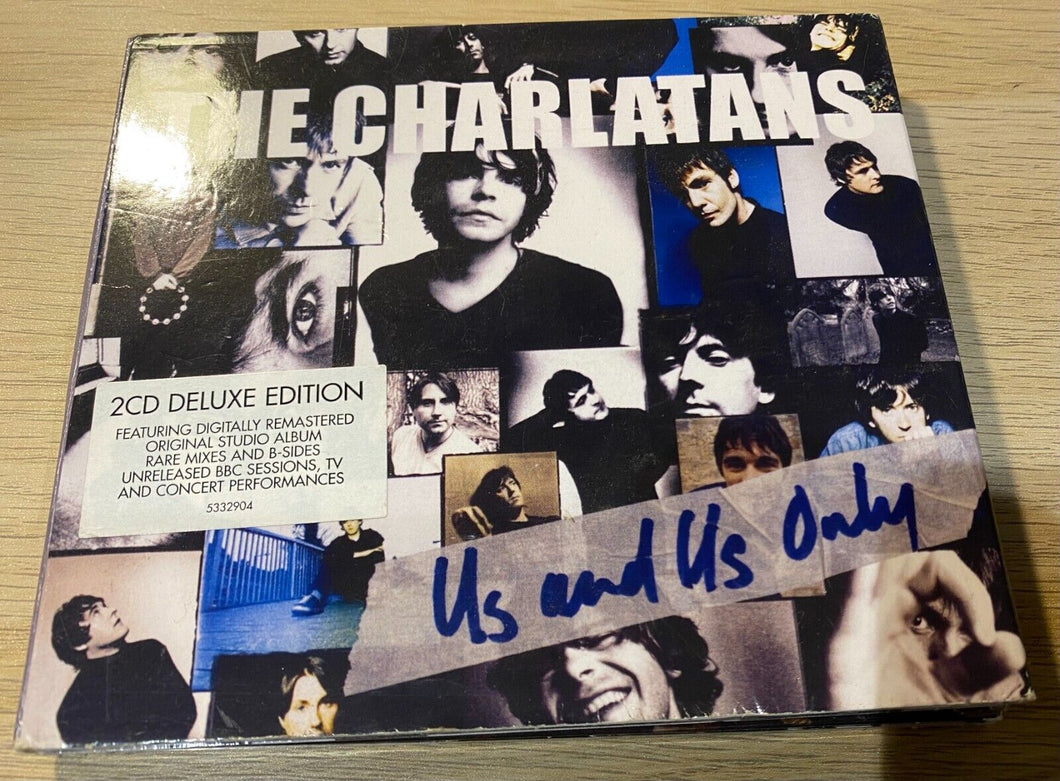 THE CHARLATANS
2CD DELUXE EDITION
FEATURING DIGITALLY REMASTERED
ORIGINAL STUDIO ALBUM
RARE MIXES AND B-SIDES
UNRELEASED BBC SESSIONS, TV
AND CONCERT PERFORMANCES
5332904
Us and Us Only